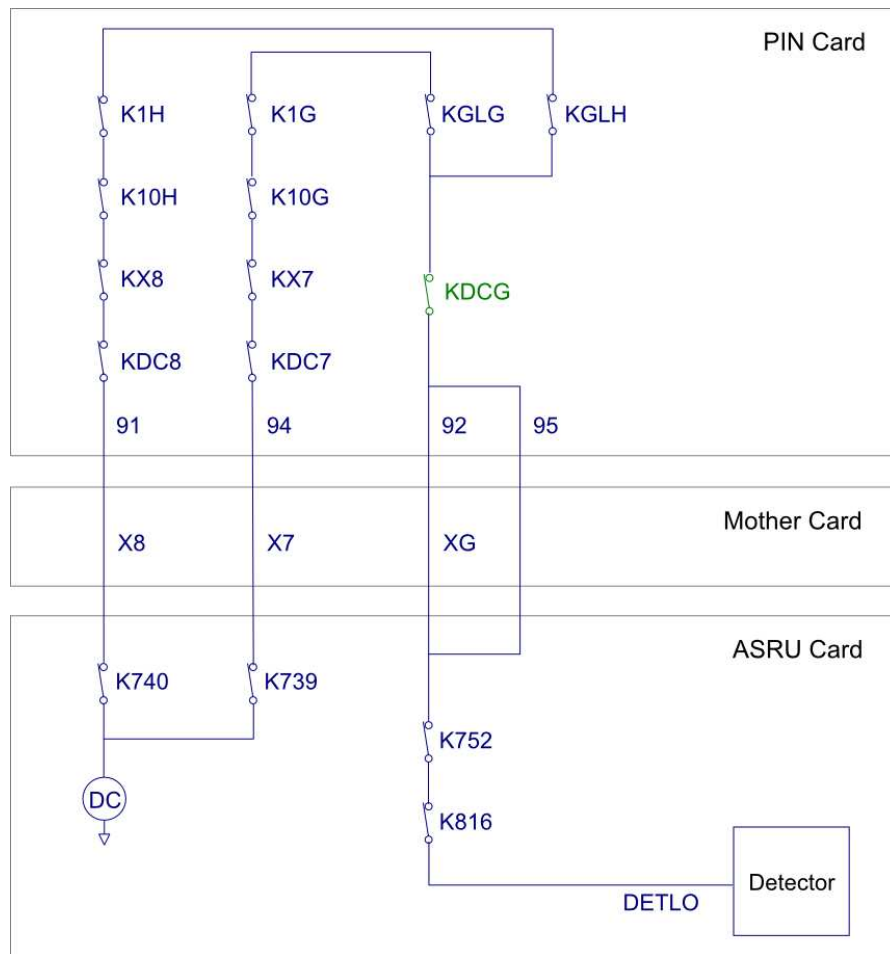 PIN Card
K1H
K1G
KGLG
KGLH
K10H
K10G
KX8
KX7
KDCG
KDC8
KDC7
91
94
92
95
Mother Card
X8
X7
XG
ASRU Card
K740
K739
K752
DC
K816
Detector
DETLO